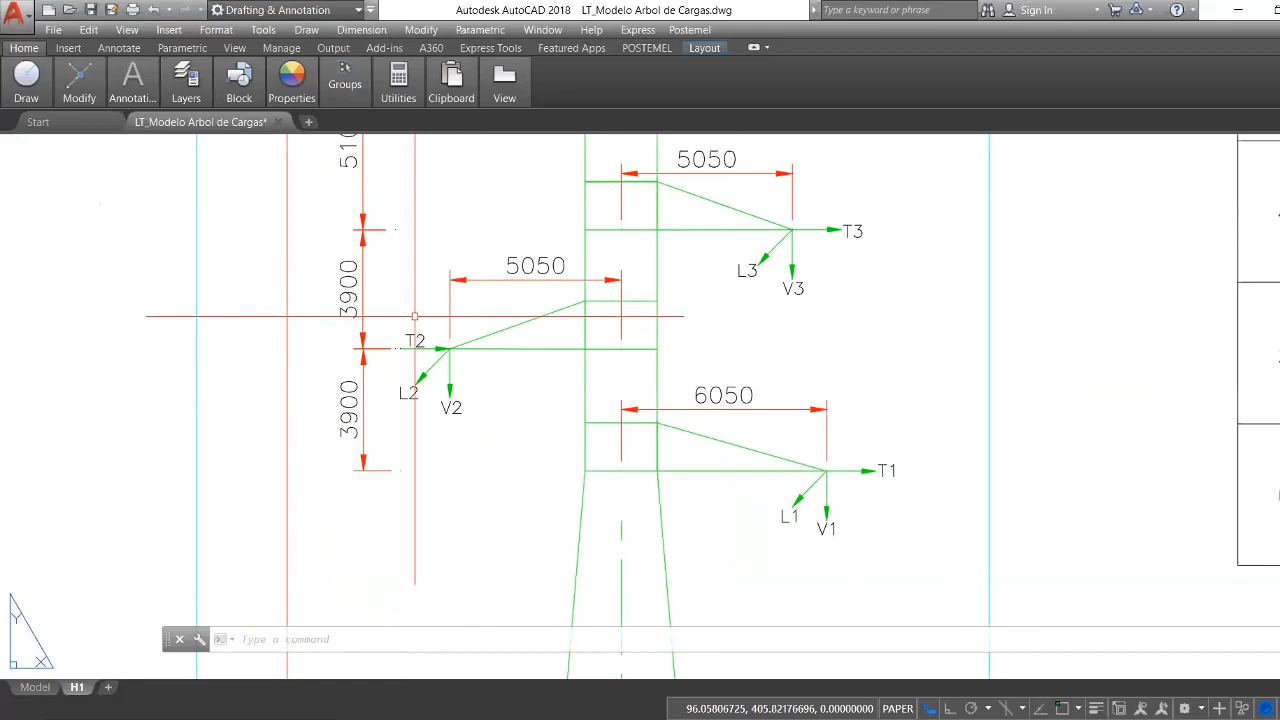 Drafting & Annotation
Autodesk AutoCAD 2018 LT_Modelo Arbol de Cargas.dwg
Type a keyword or phrase
Sign In
File Edit View Insert Format Tools Draw Dimension Modify Parametric Window Help Express Postemel
Home Insert Annotate Parametric View Manage Output Add-ins A360 Express Tools Featured Apps POSTEMEL Layout
Draw Modify Annotati... Layers Block Properties Groups Utilities Clipboard View
Start LT_Modelo Arbol de Cargas*
5050
T3
L3
V3
5050
3900
T2
L2
V2
3900
6050
T1
L1
V1
Y
X
Type a command
Model H1
96.05806725, 405.82176696, 0.00000000 PAPER